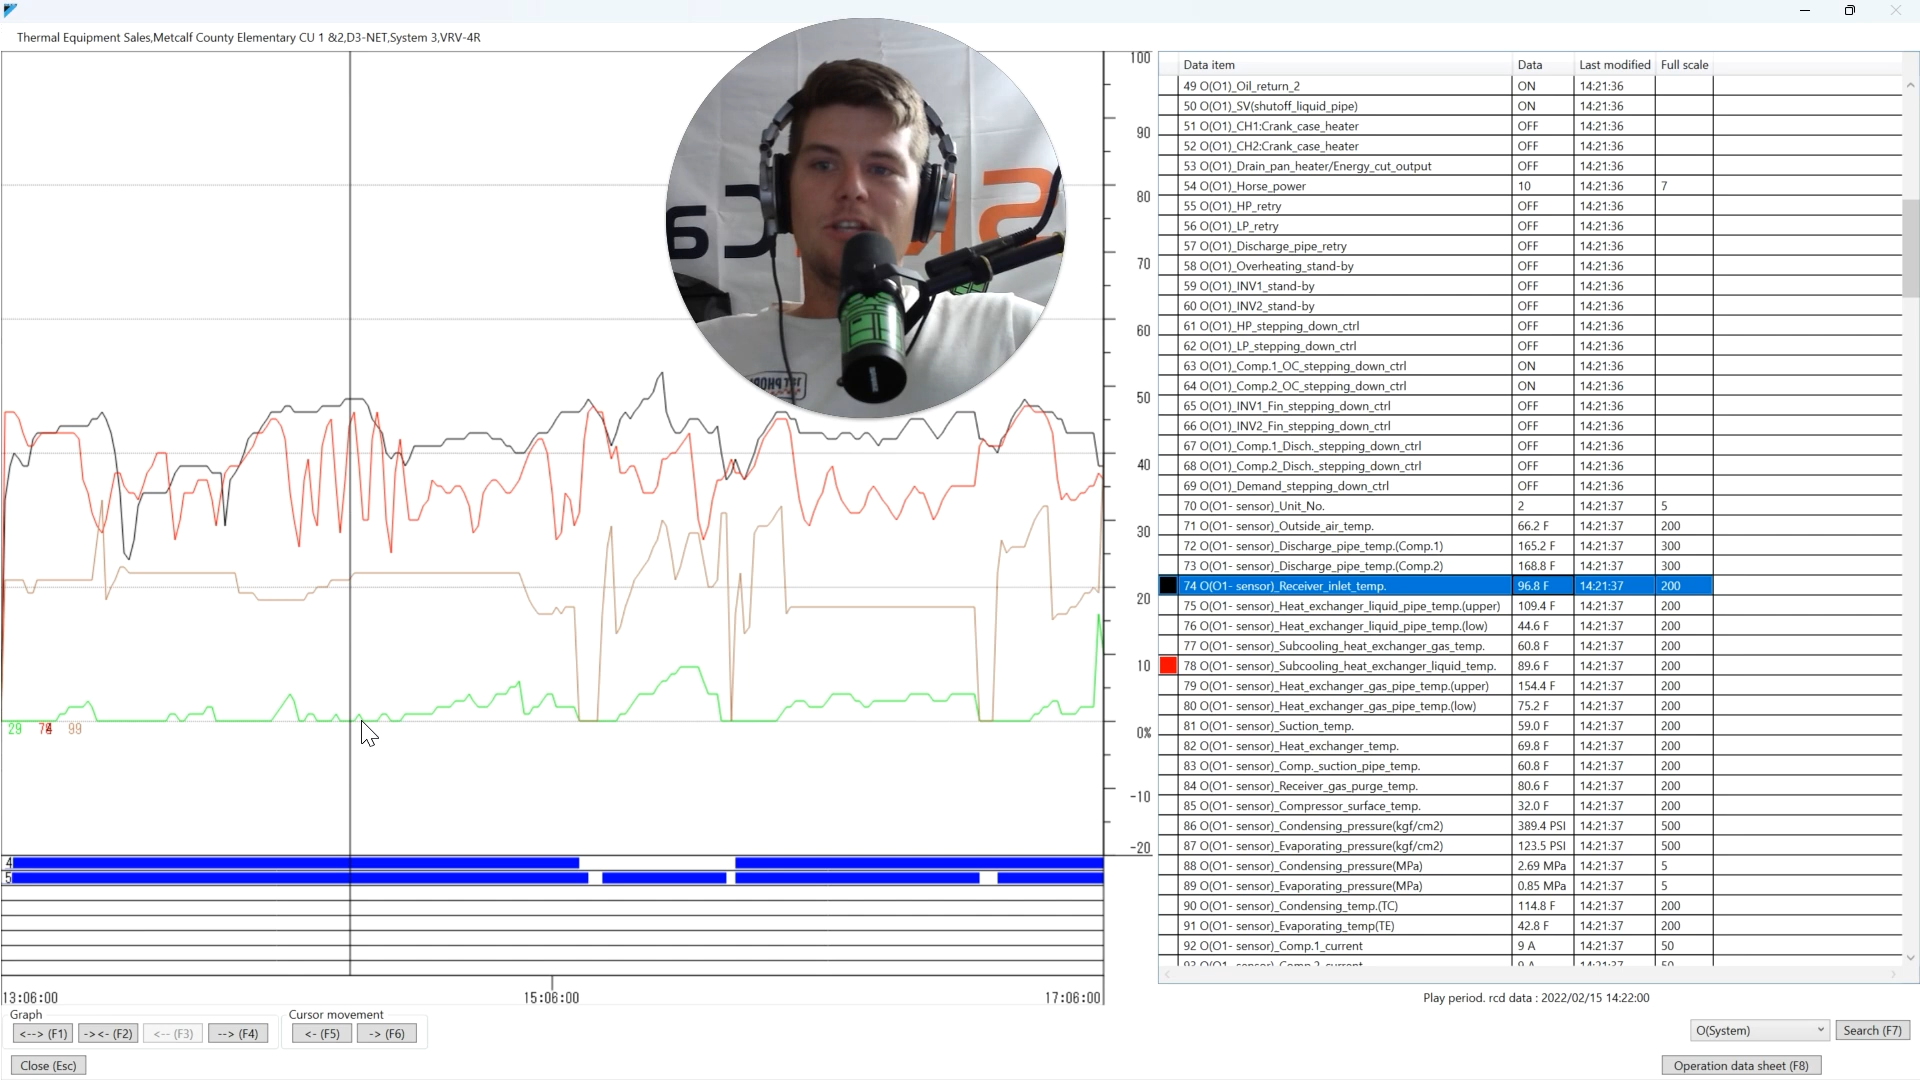 Thermal Equipment Sales,Metcalf County Elementary CU 1 &2,D3-NET,System 3,VRV-4R
100
90
80
70
60
50
40
30
20
10
0%
-10
-20
29 99
4
5
13:06:00 15:06:00 17:06:00
Graph
<--> (F1) -><- (F2) <-- (F3) --> (F4)
Cursor movement
<- (F5) -> (F6)
Close (Esc)
Data item Data Last modified Full scale
49 O(O1)_Oil_return_2 ON 14:21:36
50 O(O1)_SV(shutoff_liquid_pipe) ON 14:21:36
51 O(O1)_CH1:Crank_case_heater OFF 14:21:36
52 O(O1)_CH2:Crank_case_heater OFF 14:21:36
53 O(O1)_Drain_pan_heater/Energy_cut_output OFF 14:21:36
54 O(O1)_Horse_power 10 14:21:36 7
55 O(O1)_HP_retry OFF 14:21:36
56 O(O1)_LP_retry OFF 14:21:36
57 O(O1)_Discharge_pipe_retry OFF 14:21:36
58 O(O1)_Overheating_stand-by OFF 14:21:36
59 O(O1)_INV1_stand-by OFF 14:21:36
60 O(O1)_INV2_stand-by OFF 14:21:36
61 O(O1)_HP_stepping_down_ctrl OFF 14:21:36
62 O(O1)_LP_stepping_down_ctrl OFF 14:21:36
63 O(O1)_Comp.1_OC_stepping_down_ctrl ON 14:21:36
64 O(O1)_Comp.2_OC_stepping_down_ctrl ON 14:21:36
65 O(O1)_INV1_Fin_stepping_down_ctrl OFF 14:21:36
66 O(O1)_INV2_Fin_stepping_down_ctrl OFF 14:21:36
67 O(O1)_Comp.1_Disch._stepping_down_ctrl OFF 14:21:36
68 O(O1)_Comp.2_Disch._stepping_down_ctrl OFF 14:21:36
69 O(O1)_Demand_stepping_down_ctrl OFF 14:21:36
70 O(O1- sensor)_Unit_No. 2 14:21:37 5
71 O(O1- sensor)_Outside_air_temp. 66.2 F 14:21:37 200
72 O(O1- sensor)_Discharge_pipe_temp.(Comp.1) 165.2 F 14:21:37 300
73 O(O1- sensor)_Discharge_pipe_temp.(Comp.2) 168.8 F 14:21:37 300
74 O(O1- sensor)_Receiver_inlet_temp. 96.8 F 14:21:37 200
75 O(O1- sensor)_Heat_exchanger_liquid_pipe_temp.(upper) 109.4 F 14:21:37 200
76 O(O1- sensor)_Heat_exchanger_liquid_pipe_temp.(low) 44.6 F 14:21:37 200
77 O(O1- sensor)_Subcooling_heat_exchanger_gas_temp. 60.8 F 14:21:37 200
78 O(O1- sensor)_Subcooling_heat_exchanger_liquid_temp. 89.6 F 14:21:37 200
79 O(O1- sensor)_Heat_exchanger_gas_pipe_temp.(upper) 154.4 F 14:21:37 200
80 O(O1- sensor)_Heat_exchanger_gas_pipe_temp.(low) 75.2 F 14:21:37 200
81 O(O1- sensor)_Suction_temp. 59.0 F 14:21:37 200
82 O(O1- sensor)_Heat_exchanger_temp. 69.8 F 14:21:37 200
83 O(O1- sensor)_Comp._suction_pipe_temp. 60.8 F 14:21:37 200
84 O(O1- sensor)_Receiver_gas_purge_temp. 80.6 F 14:21:37 200
85 O(O1- sensor)_Compressor_surface_temp. 32.0 F 14:21:37 200
86 O(O1- sensor)_Condensing_pressure(kgf/cm2) 389.4 PSI 14:21:37 500
87 O(O1- sensor)_Evaporating_pressure(kgf/cm2) 123.5 PSI 14:21:37 500
88 O(O1- sensor)_Condensing_pressure(MPa) 2.69 MPa 14:21:37 5
89 O(O1- sensor)_Evaporating_pressure(MPa) 0.85 MPa 14:21:37 5
90 O(O1- sensor)_Condensing_temp.(TC) 114.8 F 14:21:37 200
91 O(O1- sensor)_Evaporating_temp(TE) 42.8 F 14:21:37 200
92 O(O1- sensor)_Comp.1_current 9 A 14:21:37 50
Play period. rcd data : 2022/02/15 14:22:00
O(System) Search (F7)
Operation data sheet (F8)